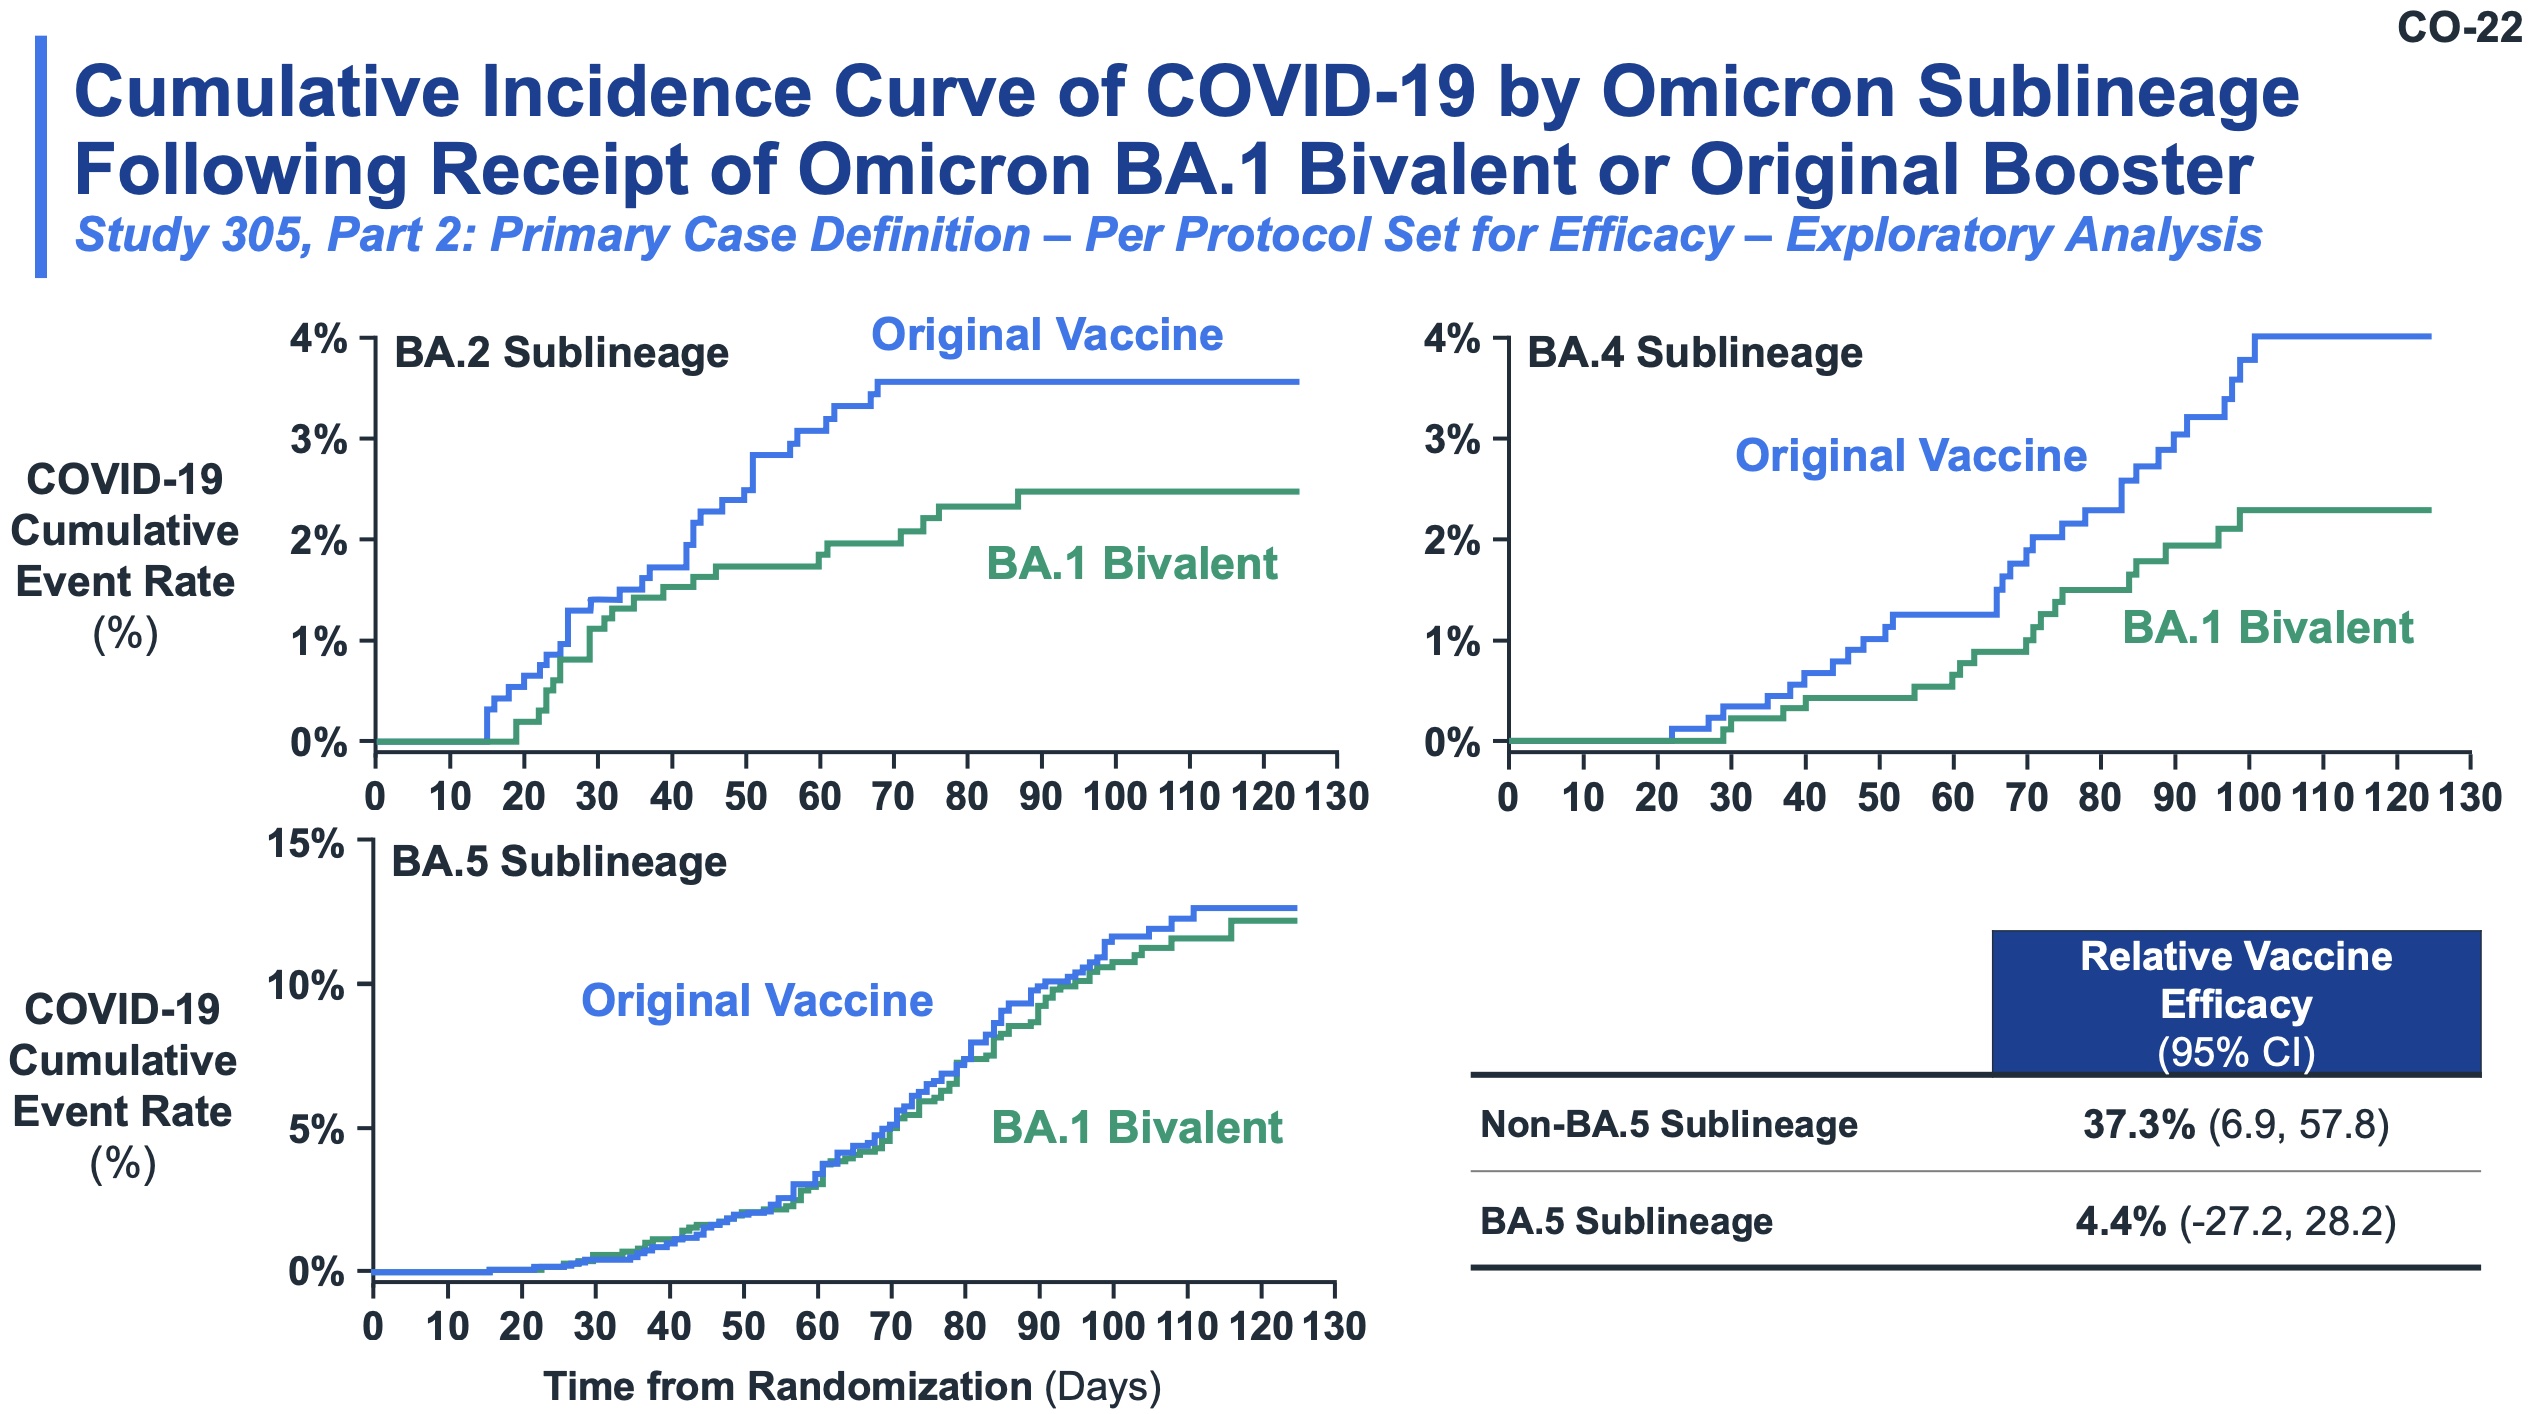 CO-22
Cumulative Incidence Curve of COVID-19 by Omicron Sublineage
Following Receipt of Omicron BA.1 Bivalent or Original Booster
Study 305, Part 2: Primary Case Definition – Per Protocol Set for Efficacy – Exploratory Analysis
COVID-19
Cumulative
Event Rate
(%)
4%
3%
2%
1%
0%
BA.2 Sublineage
Original Vaccine
BA.1 Bivalent
0 10 20 30 40 50 60 70 80 90 100 110 120 130
4%
3%
2%
1%
0%
BA.4 Sublineage
Original Vaccine
BA.1 Bivalent
0 10 20 30 40 50 60 70 80 90 100 110 120 130
COVID-19
Cumulative
Event Rate
(%)
15%
10%
5%
0%
BA.5 Sublineage
Original Vaccine
BA.1 Bivalent
0 10 20 30 40 50 60 70 80 90 100 110 120 130
Time from Randomization (Days)
Relative Vaccine
Efficacy
(95% CI)
Non-BA.5 Sublineage 37.3% (6.9, 57.8)
BA.5 Sublineage 4.4% (-27.2, 28.2)